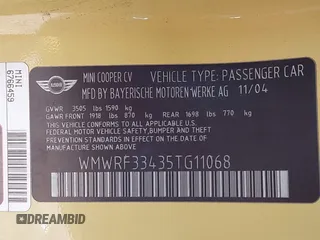 MINI COOPER CV
VEHICLE TYPE: PASSENGER CAR
MFD BY BAYERISCHE MOTOREN WERKE AG 11/04
GVWR 3505 lbs 1590 kg
GAWR FRONT 1918 lbs 870 kg GAWR REAR 1698 lbs 770 kg
THIS VEHICLE CONFORMS TO ALL APPLICABLE
FEDERAL MOTOR VEHICLE SAFETY, BUMPER AND THEFT
PREVENTION STANDARDS IN EFFECT ON THE DATE OF
MANUFACTURE SHOWN ABOVE.
WMWRF33435TG11068
MINI
6766459
DREAMBID